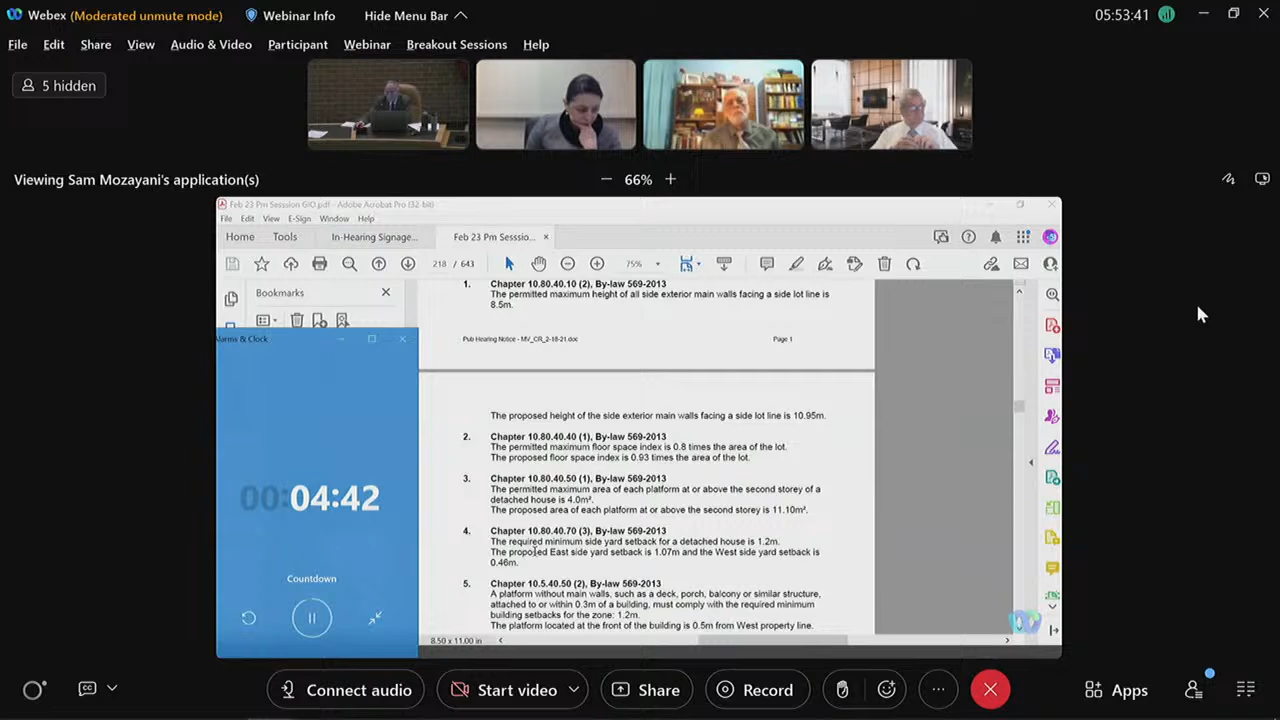 Webex (Moderated unmute mode) Webinar Info Hide Menu Bar 05:53:41
File Edit Share View Audio & Video Participant Webinar Breakout Sessions Help
5 hidden
Viewing Sam Mozayani's application(s) 66%
Feb 23 Pm Sesssion GIO.pdf - Adobe Acrobat Pro (32-bit)
File Edit View E-Sign Window Help
Home Tools In-Hearing Signage... Feb 23 Pm Sesssio...
218 / 643 75%
Bookmarks
1. Chapter 10.80.40.10 (2), By-law 569-2013
The permitted maximum height of all side exterior main walls facing a side lot line is
8.5m.
Pub Hearing Notice - MV_CR_2-18-21.doc Page 1
larms & Clock
The proposed height of the side exterior main walls facing a side lot line is 10.95m.
2. Chapter 10.80.40.40 (1), By-law 569-2013
The permitted maximum floor space index is 0.8 times the area of the lot.
The proposed floor space index is 0.93 times the area of the lot.
3. Chapter 10.80.40.50 (1), By-law 569-2013
The permitted maximum area of each platform at or above the second storey of a
detached house is 4.0m².
The proposed area of each platform at or above the second storey is 11.10m².
00:04:42
4. Chapter 10.80.40.70 (3), By-law 569-2013
The required minimum side yard setback for a detached house is 1.2m.
The proposed East side yard setback is 1.07m and the West side yard setback is
0.46m.
Countdown
5. Chapter 10.5.40.50 (2), By-law 569-2013
A platform without main walls, such as a deck, porch, balcony or similar structure,
attached to or within 0.3m of a building, must comply with the required minimum
building setbacks for the zone: 1.2m.
The platform located at the front of the building is 0.5m from West property line.
8.50 x 11.00 in
Connect audio Start video Share Record Apps